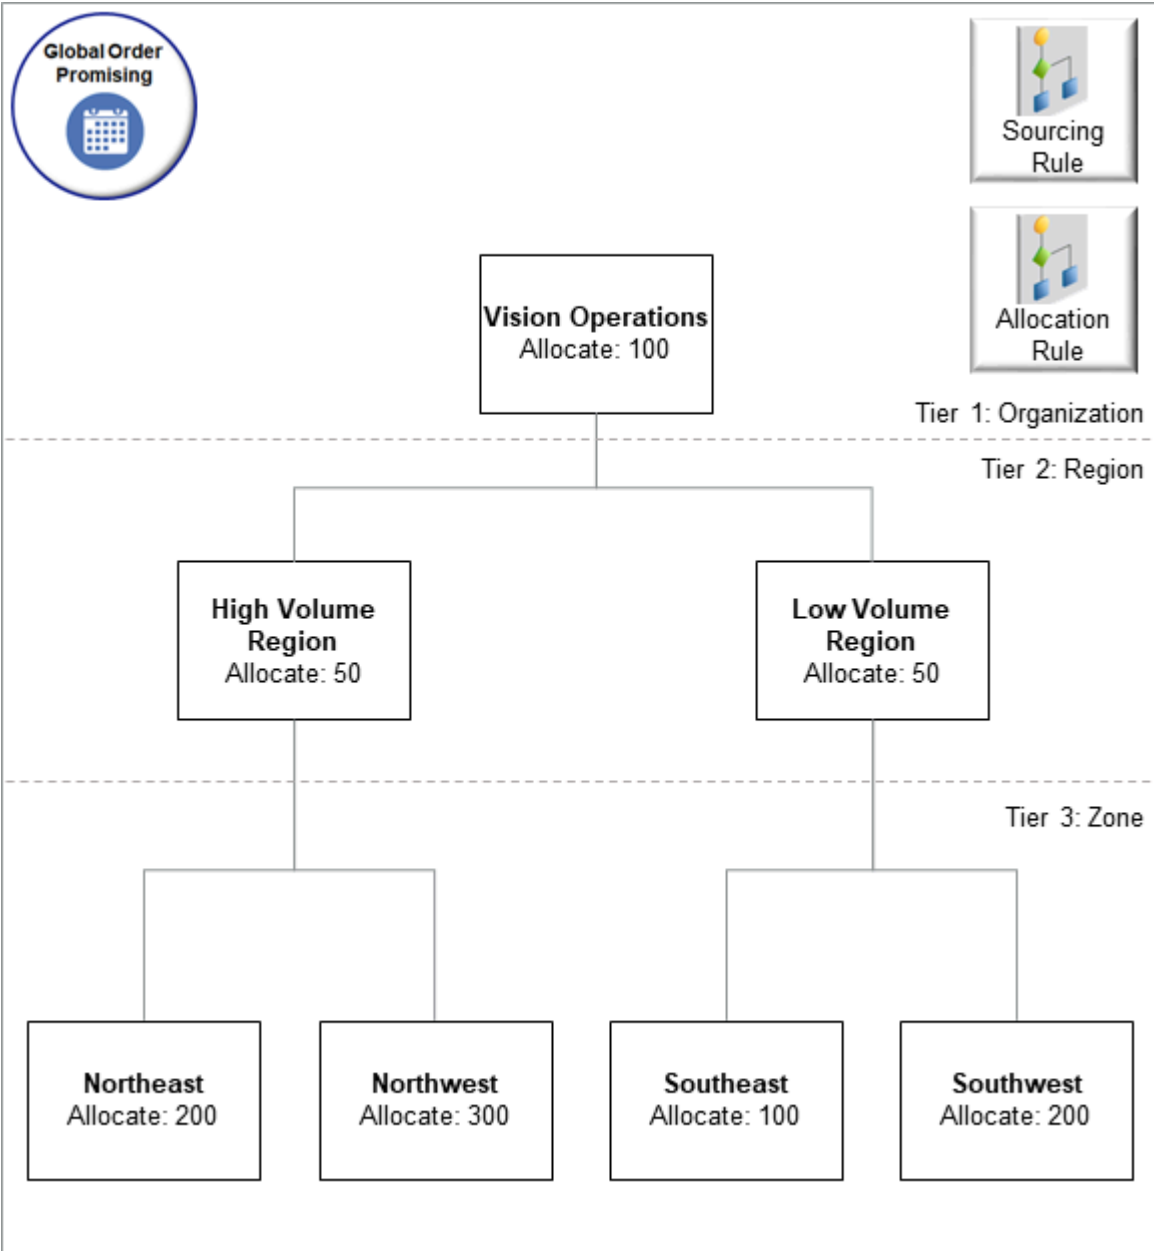 Global Order
Promising
Sourcing
Rule
Allocation
Rule
Vision Operations
Allocate: 100
Tier 1: Organization
Tier 2: Region
High Volume
Region
Allocate: 50
Low Volume
Region
Allocate: 50
Tier 3: Zone
Northeast
Allocate: 200
Northwest
Allocate: 300
Southeast
Allocate: 100
Southwest
Allocate: 200